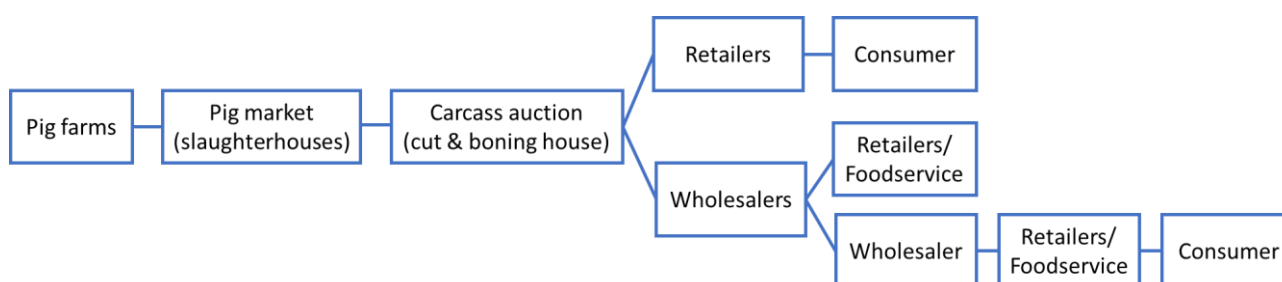 Pig farms
Pig market
(slaughterhouses)
Carcass auction
(cut & boning house)
Retailers
Consumer
Wholesalers
Retailers/
Foodservice
Wholesaler
Retailers/
Foodservice
Consumer